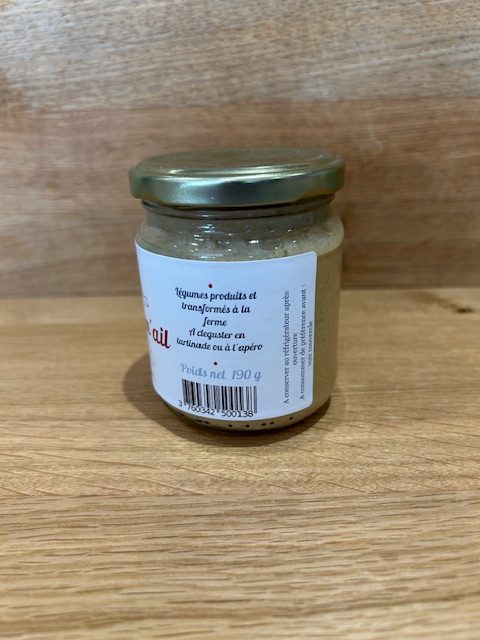 'ail
Légumes produits et
transformés à la
ferme
A deguster en
tartinade ou à l'apéro
Poids net 190 g
3 760342 500138
A conserver au réfrigérateur après
ouverture
A consommer de préférence avant :
voir couvercle